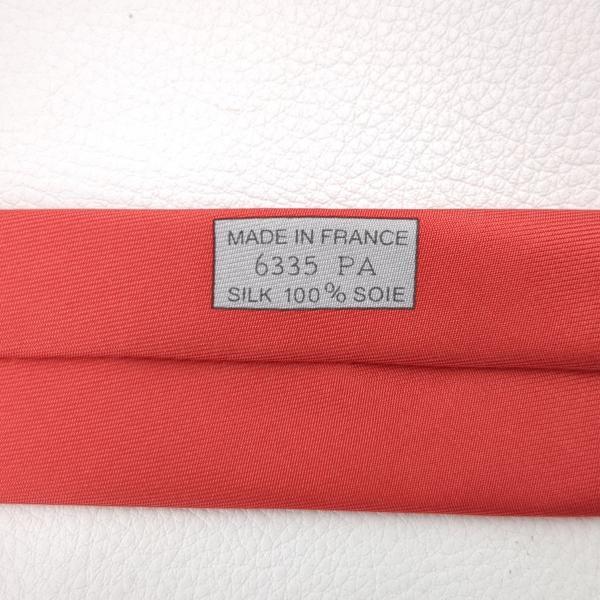 MADE IN FRANCE
6335 PA
SILK 100% SOIE